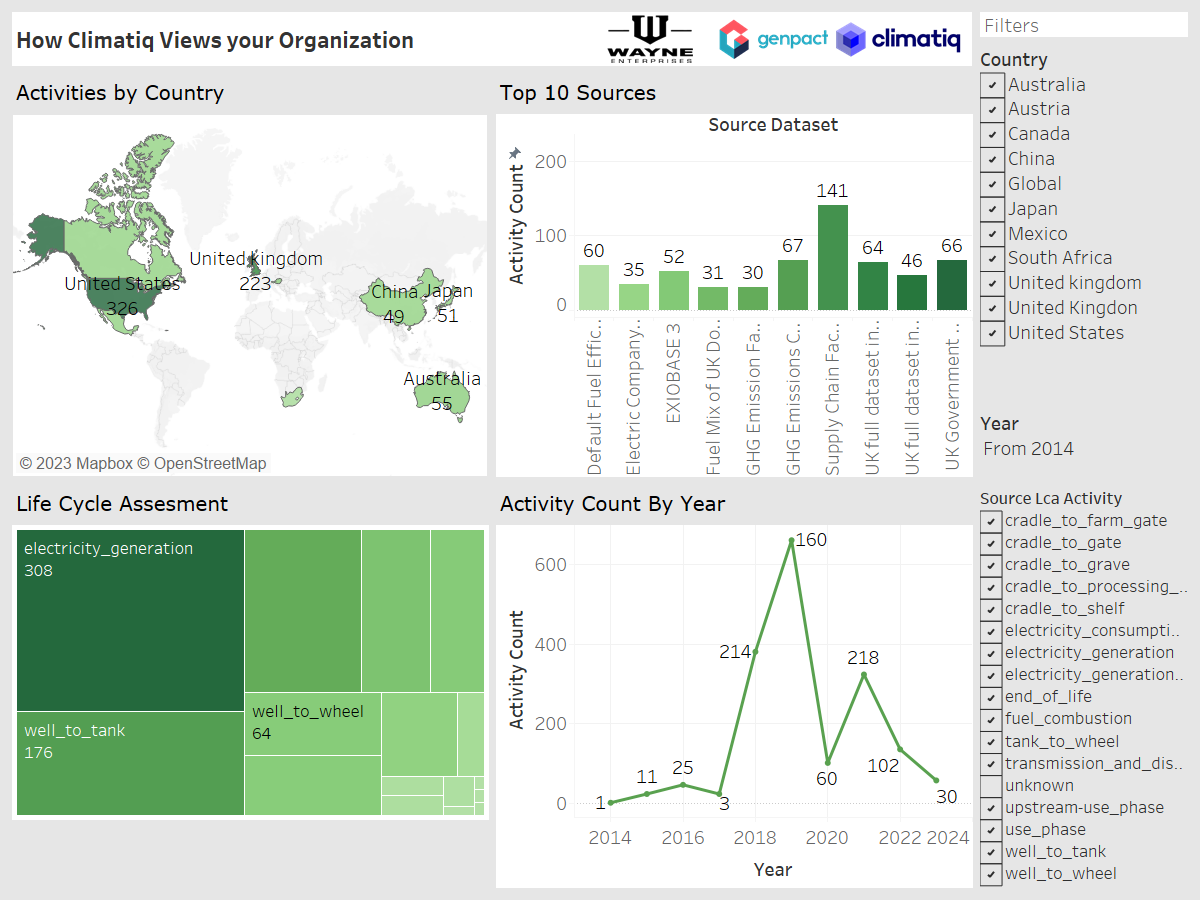 How Climatiq Views your Organization
WAYNE
ENTERPRISES
genpact
climatiq
Activities by Country
United Kingdom
223
United States
326
China
49
Japan
51
Australia
55
© 2023 Mapbox © OpenStreetMap
Top 10 Sources
Source Dataset
Activity Count
200
100
0
60
35
52
31
30
67
141
64
46
66
Default Fuel Effic..
Electric Company..
EXIOBASE 3
Fuel Mix of UK Do..
GHG Emission Fa..
GHG Emissions C..
Supply Chain Fac..
UK full dataset in..
UK full dataset in..
UK Government ..
Life Cycle Assesment
electricity_generation
308
well_to_tank
176
well_to_wheel
64
Activity Count By Year
Activity Count
600
400
200
0
1
11
25
3
214
160
60
218
102
30
2014
2016
2018
2020
2022
2024
Year
Filters
Country
Australia
Austria
Canada
China
Global
Japan
Mexico
South Africa
United kingdom
United Kingdon
United States
Year
From 2014
Source Lca Activity
cradle_to_farm_gate
cradle_to_gate
cradle_to_grave
cradle_to_processing_..
cradle_to_shelf
electricity_consumpti..
electricity_generation
electricity_generation..
end_of_life
fuel_combustion
tank_to_wheel
transmission_and_dis..
unknown
upstream-use_phase
use_phase
well_to_tank
well_to_wheel